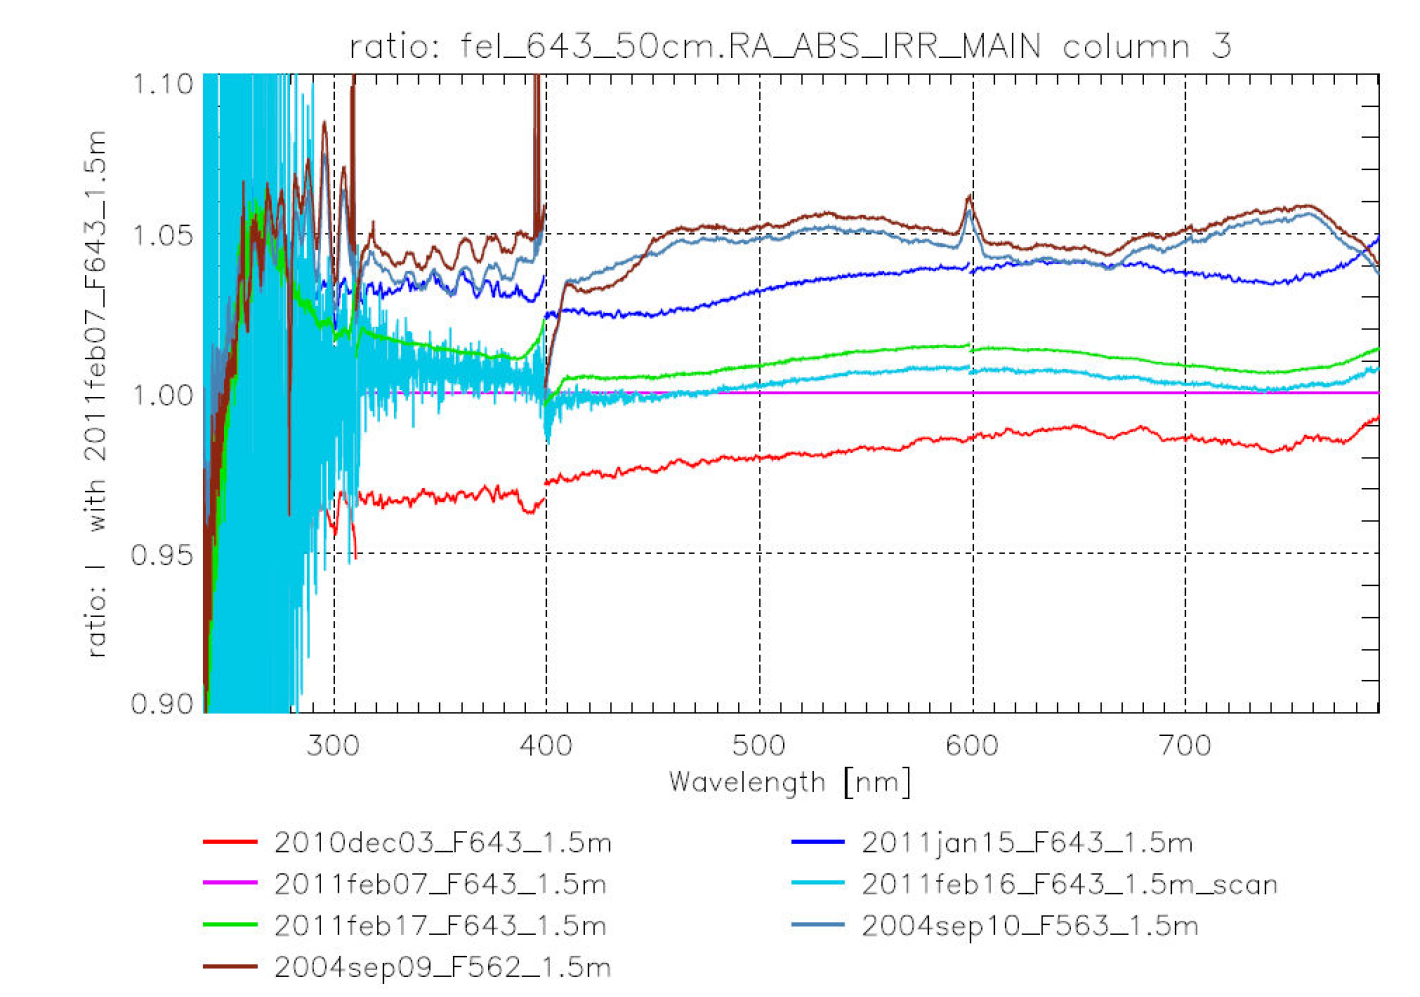 ratio: fel_643_50cm.RA_ABS_IRR_MAIN column 3
ratio: I with 2011feb07_F643_1.5m
1.10
1.05
1.00
0.95
0.90
300 400 500 600 700
Wavelength [nm]
2010dec03_F643_1.5m 2011jan15_F643_1.5m
2011feb07_F643_1.5m 2011feb16_F643_1.5m_scan
2011feb17_F643_1.5m 2004sep10_F563_1.5m
2004sep09_F562_1.5m